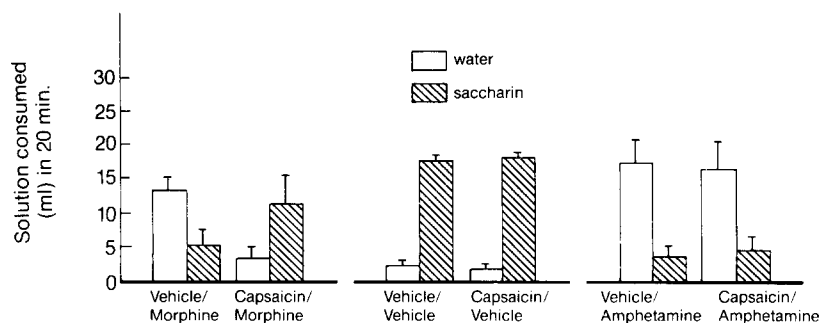 Solution consumed
(ml) in 20 min.
30
25
20
15
10
5
0
water
saccharin
Vehicle/
Morphine
Capsaicin/
Morphine
Vehicle/
Vehicle
Capsaicin/
Vehicle
Vehicle/
Amphetamine
Capsaicin/
Amphetamine